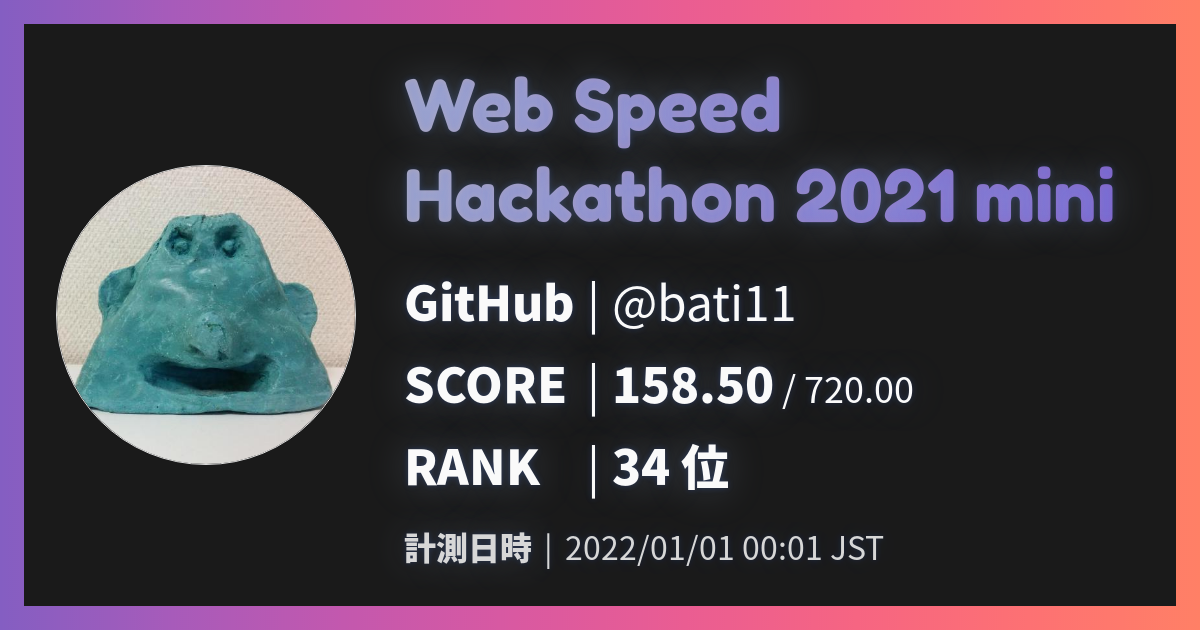 Web Speed
Hackathon 2021 mini
GitHub | @bati11
SCORE | 158.50 / 720.00
RANK | 34 位
計測日時 | 2022/01/01 00:01 JST